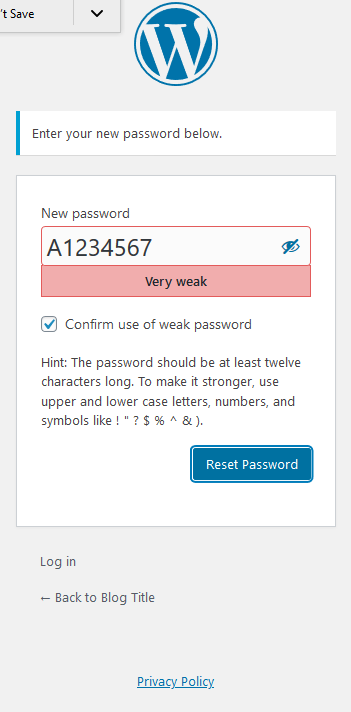 't Save
Enter your new password below.
New password
A1234567
Very weak
Confirm use of weak password
Hint: The password should be at least twelve
characters long. To make it stronger, use
upper and lower case letters, numbers, and
symbols like ! " ? $ % ^ & ).
Reset Password
Log in
← Back to Blog Title
Privacy Policy